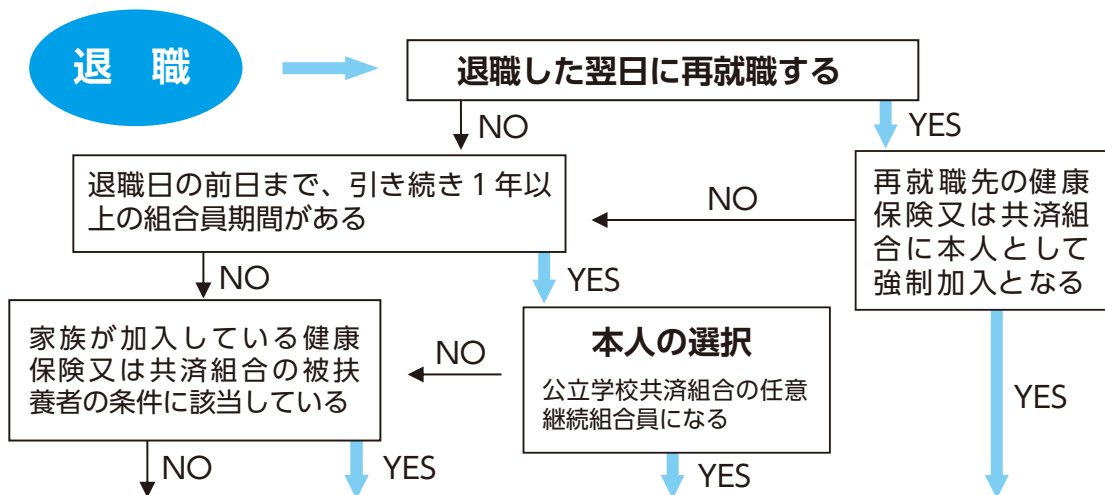 退　職
退職した翌日に再就職する
NO
YES
退職日の前日まで、引き続き１年以
上の組合員期間がある
NO
再就職先の健康
保険又は共済組
合に本人として
強制加入となる
NO
YES
家族が加入している健康
保険又は共済組合の被扶
養者の条件に該当している
NO
本人の選択
公立学校共済組合の任意
継続組合員になる
YES
NO
YES
YES